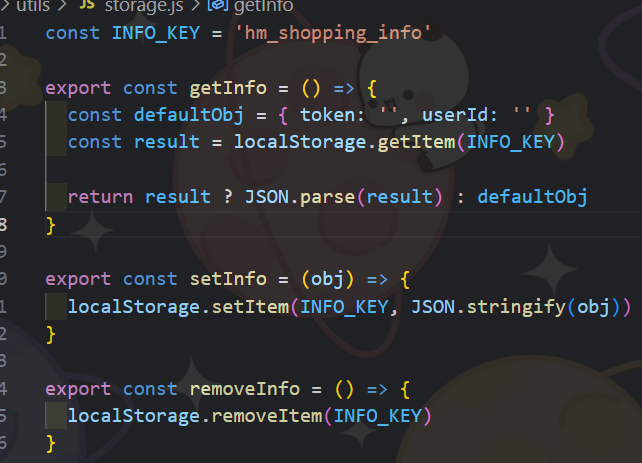 > utils > JS storage.js > getInfo
1 const INFO_KEY = 'hm_shopping_info'
2
3 export const getInfo = () => {
4 const defaultObj = { token: '', userId: '' }
5 const result = localStorage.getItem(INFO_KEY)
6
7 return result ? JSON.parse(result) : defaultObj
8 }
9
0 export const setInfo = (obj) => {
1 localStorage.setItem(INFO_KEY, JSON.stringify(obj))
2 }
3
4 export const removeInfo = () => {
5 localStorage.removeItem(INFO_KEY)
6 }